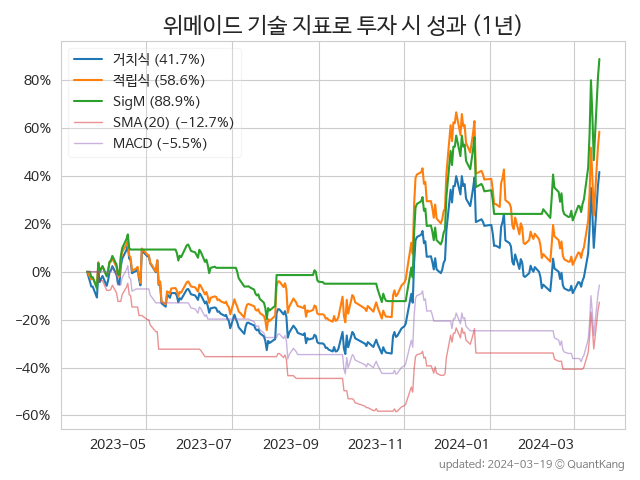 위메이드 기술 지표로 투자 시 성과 (1년)
거치식 (41.7%)
적립식 (58.6%)
SigM (88.9%)
SMA(20) (−12.7%)
MACD (−5.5%)
80%
60%
40%
20%
0%
−20%
−40%
−60%
2023-05
2023-07
2023-09
2023-11
2024-01
2024-03
updated: 2024-03-19 © QuantKang